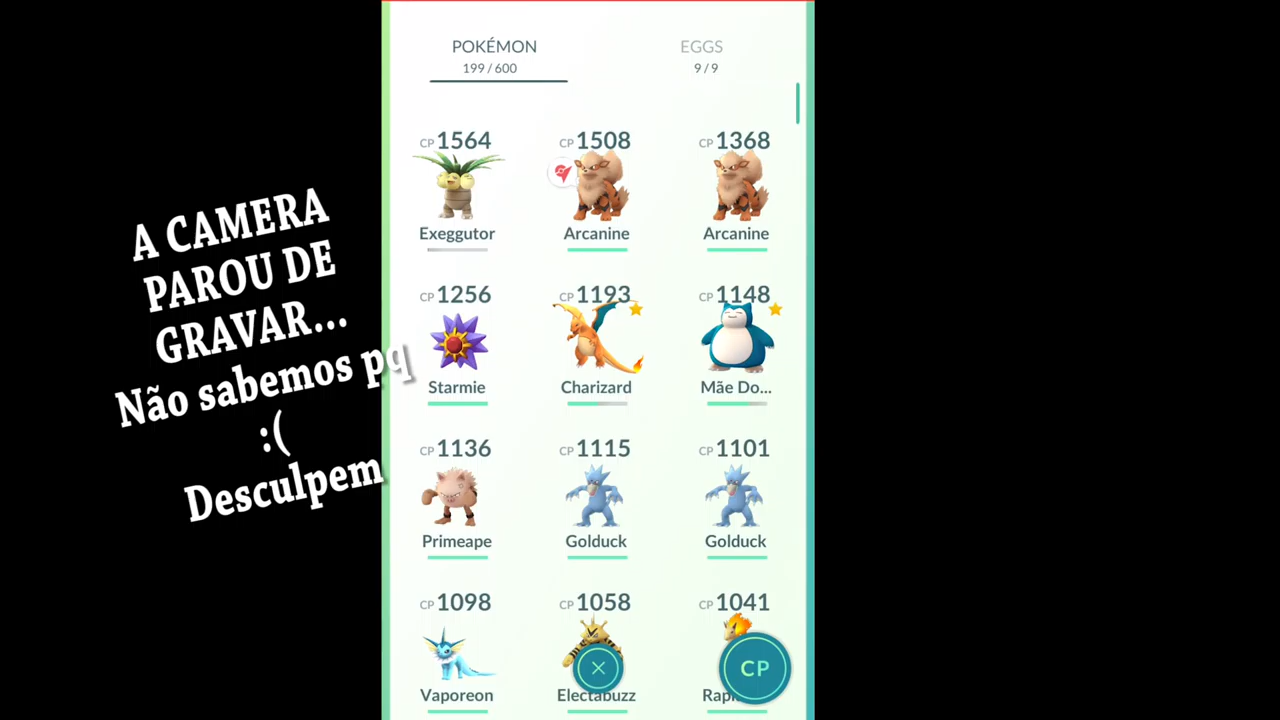 POKÉMON EGGS
199 / 600 9 / 9
CP 1564 CP 1508 CP 1368
Exeggutor Arcanine Arcanine
CP 1256 CP 1193 CP 1148
Starmie Charizard Mãe Do...
CP 1136 CP 1115 CP 1101
Primeape Golduck Golduck
CP 1098 CP 1058 CP 1041
Vaporeon Electabuzz
CP
A CAMERA
PAROU DE
GRAVAR...
Não sabemos pq
:(
Desculpem